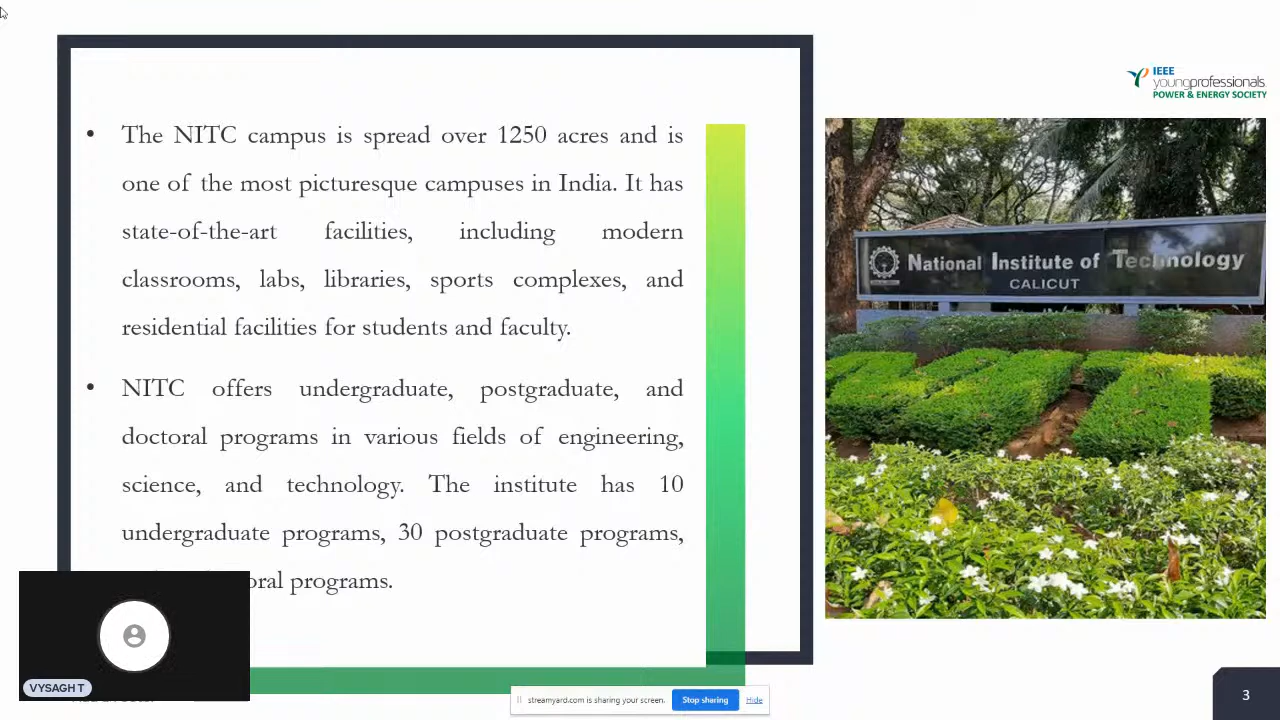 The NITC campus is spread over 1250 acres and is
one of the most picturesque campuses in India. It has
state-of-the-art facilities, including modern
classrooms, labs, libraries, sports complexes, and
residential facilities for students and faculty.
NITC offers undergraduate, postgraduate, and
doctoral programs in various fields of engineering,
science, and technology. The institute has 10
undergraduate programs, 30 postgraduate programs,
programs.
IEEE
youngprofessionals.
POWER & ENERGY SOCIETY
National Institute of Technology
CALICUT
VYSAGH T
streamyard.com is sharing your screen.
Stop sharing
Hide
3